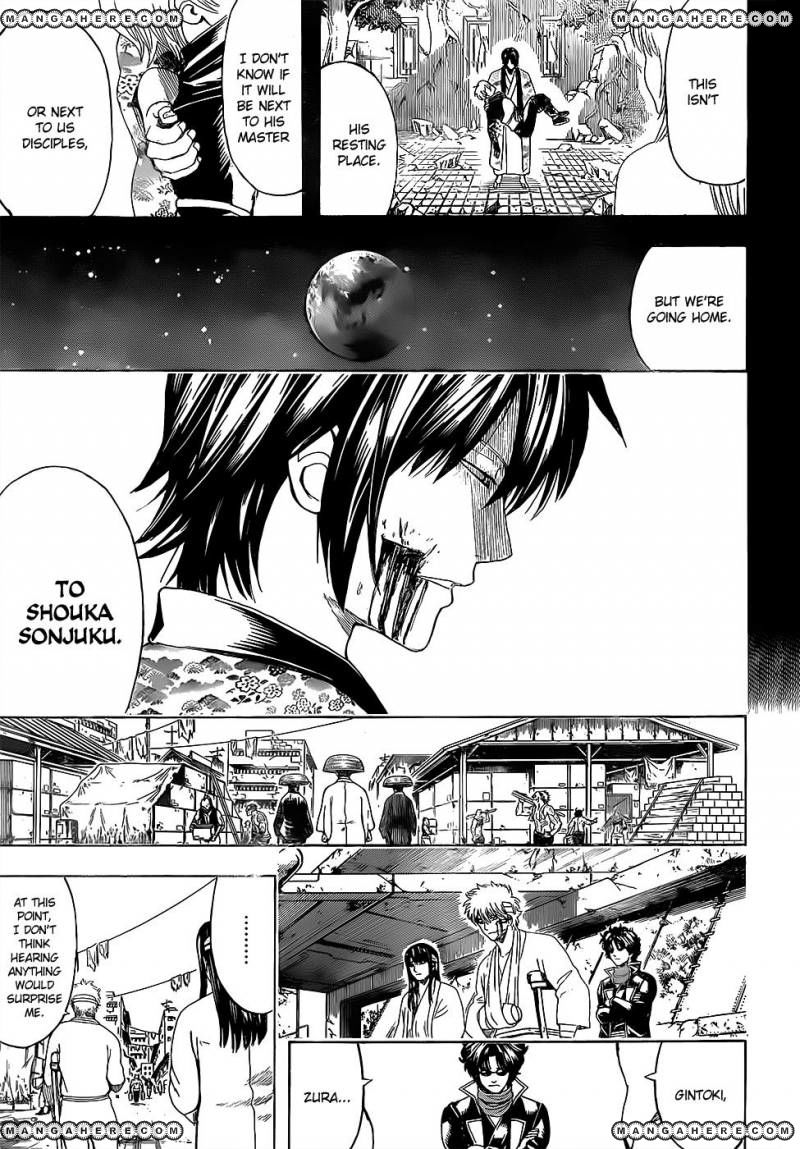 MANGAHERE.COM
MANGAHERE.COM
THIS
ISN'T
HIS
RESTING
PLACE.
I DON'T
KNOW IF
IT WILL
BE NEXT
TO HIS
MASTER
OR NEXT
TO US
DISCIPLES,
BUT WE'RE
GOING HOME.
TO
SHOUKA
SONJUKU.
.........
AT THIS
POINT,
I DON'T
THINK
HEARING
ANYTHING
WOULD
SURPRISE
ME.
GINTOKI,
ZURA...
MANGAHERE.COM
MANGAHERE.COM